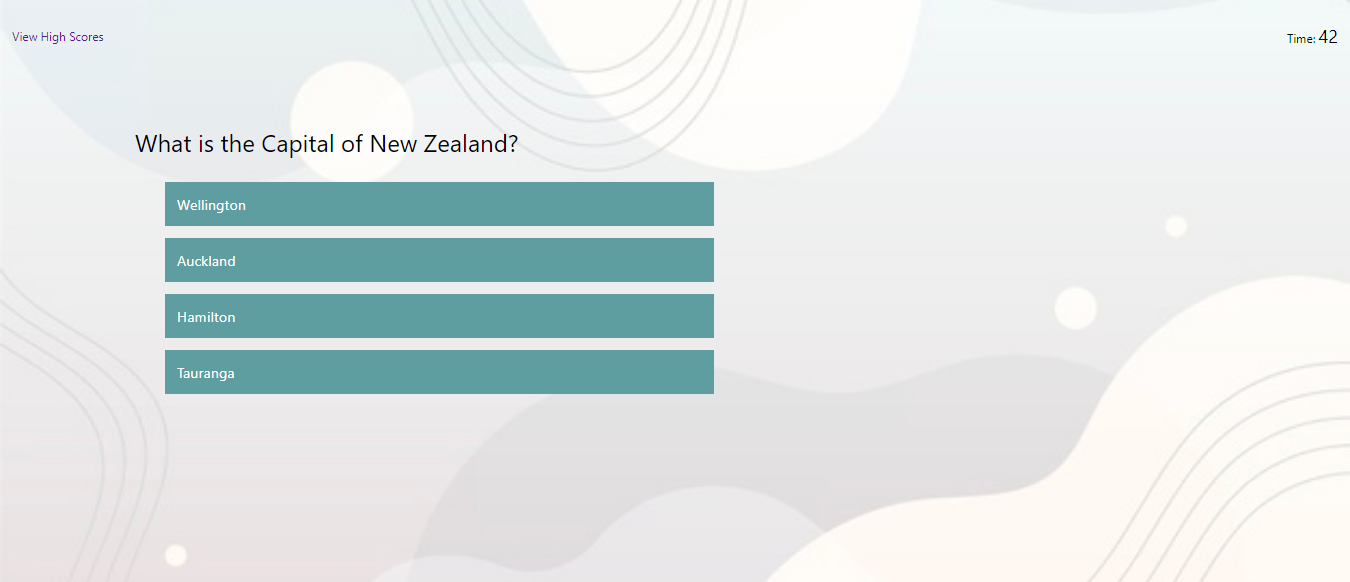 View High Scores
Time: 42
What is the Capital of New Zealand?
Wellington
Auckland
Hamilton
Tauranga